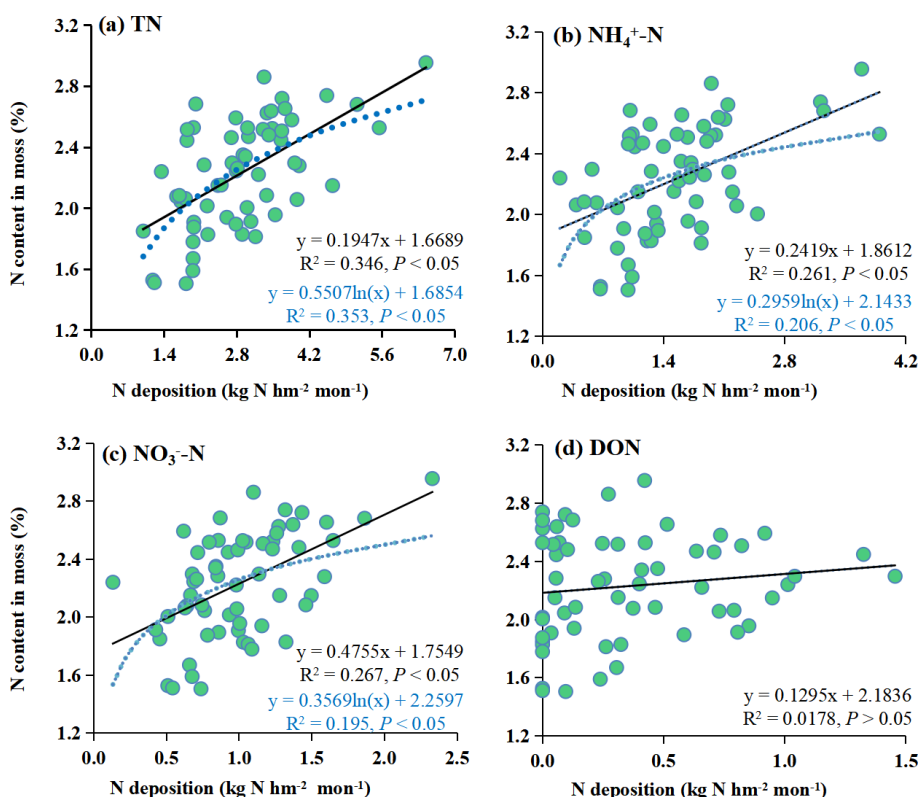 (a) TN
N content in moss (%)
3.2
2.8
2.4
2.0
1.6
1.2
y = 0.1947x + 1.6689
R² = 0.346, P < 0.05
y = 0.5507ln(x) + 1.6854
R² = 0.353, P < 0.05
0.0 1.4 2.8 4.2 5.6 7.0
N deposition (kg N hm⁻² mon⁻¹)
(b) NH₄⁺-N
3.2
2.8
2.4
2.0
1.6
1.2
y = 0.2419x + 1.8612
R² = 0.261, P < 0.05
y = 0.2959ln(x) + 2.1433
R² = 0.206, P < 0.05
0.0 1.4 2.8 4.2
N deposition (kg N hm⁻² mon⁻¹)
(c) NO₃⁻-N
N content in moss (%)
3.2
2.8
2.4
2.0
1.6
1.2
y = 0.4755x + 1.7549
R² = 0.267, P < 0.05
y = 0.3569ln(x) + 2.2597
R² = 0.195, P < 0.05
0.0 0.5 1.0 1.5 2.0 2.5
N deposition (kg N hm⁻² mon⁻¹)
(d) DON
3.2
2.8
2.4
2.0
1.6
1.2
y = 0.1295x + 2.1836
R² = 0.0178, P > 0.05
0.0 0.5 1.0 1.5
N deposition (kg N hm⁻² mon⁻¹)